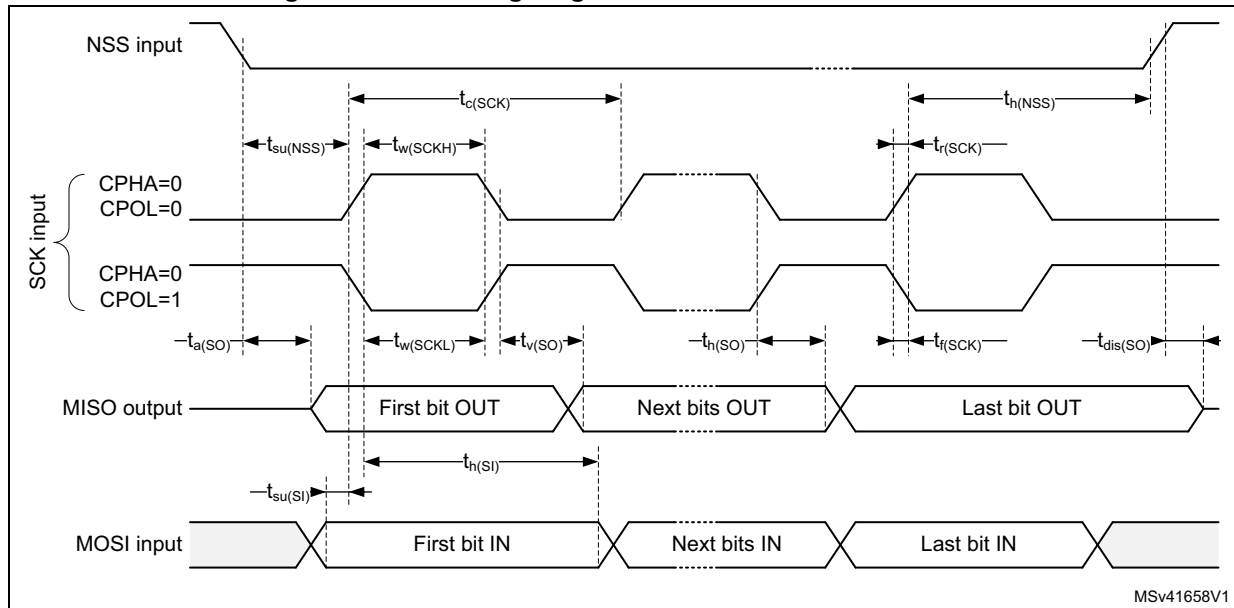 NSS input
tc(SCK)
th(NSS)
tsu(NSS)
tw(SCKH)
tr(SCK)
SCK input
CPHA=0
CPOL=0
CPHA=0
CPOL=1
ta(SO)
tw(SCKL)
tv(SO)
th(SO)
tf(SCK)
tdis(SO)
MISO output
First bit OUT
Next bits OUT
Last bit OUT
th(SI)
tsu(SI)
MOSI input
First bit IN
Next bits IN
Last bit IN
MSv41658V1